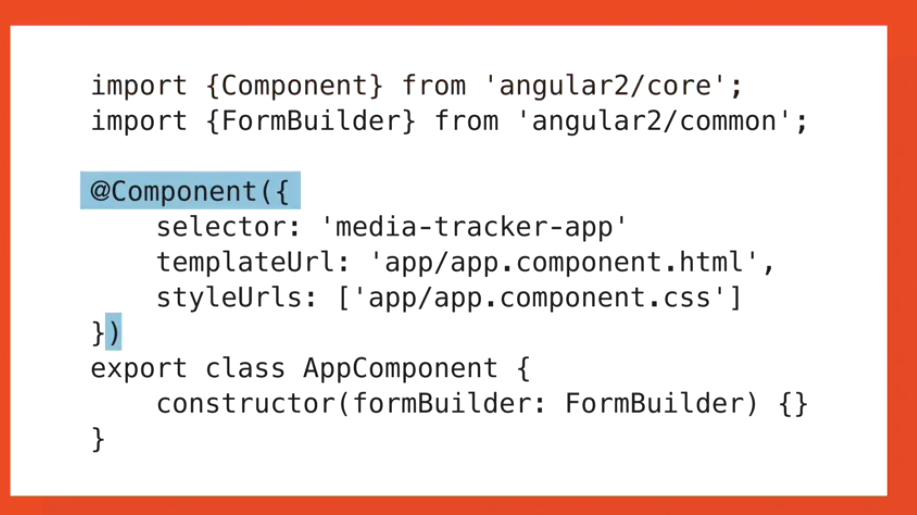 import {Component} from 'angular2/core';
import {FormBuilder} from 'angular2/common';

@Component({
    selector: 'media-tracker-app'
    templateUrl: 'app/app.component.html',
    styleUrls: ['app/app.component.css']
})
export class AppComponent {
    constructor(formBuilder: FormBuilder) {}
}